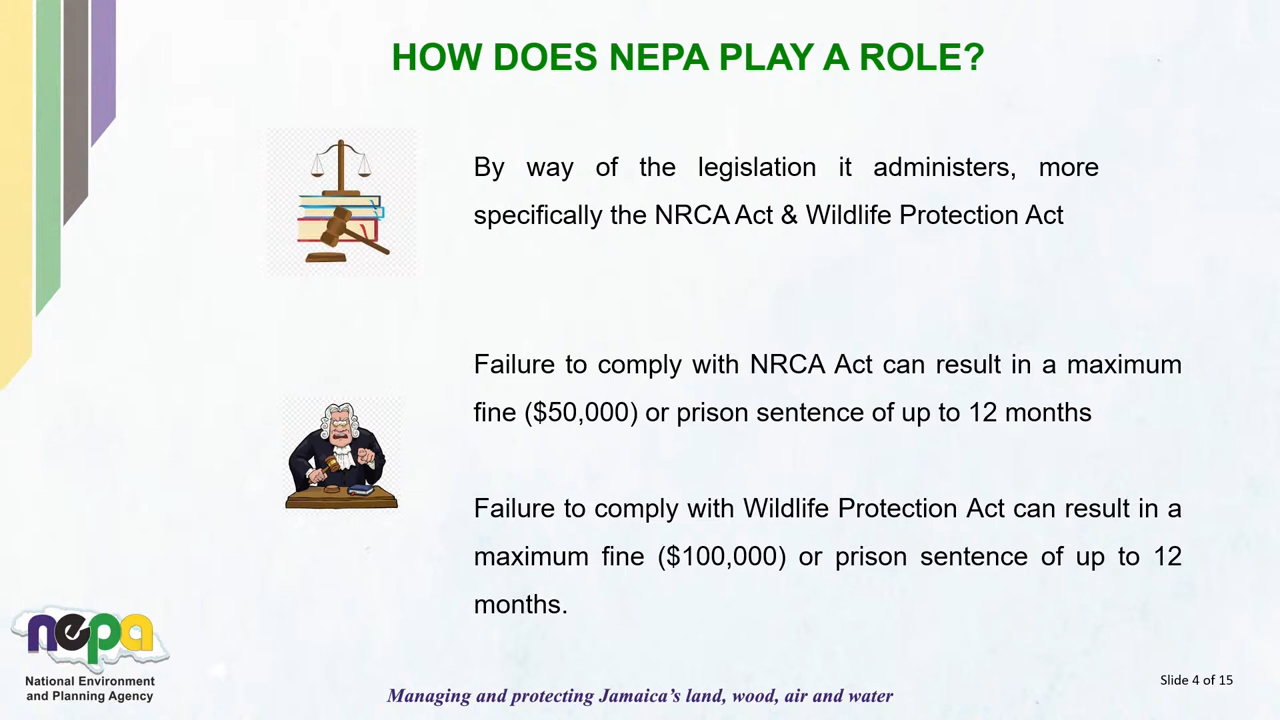 HOW DOES NEPA PLAY A ROLE?
By way of the legislation it administers, more
specifically the NRCA Act & Wildlife Protection Act
Failure to comply with NRCA Act can result in a maximum
fine ($50,000) or prison sentence of up to 12 months
Failure to comply with Wildlife Protection Act can result in a
maximum fine ($100,000) or prison sentence of up to 12
months.
nepa
National Environment
and Planning Agency
Managing and protecting Jamaica's land, wood, air and water
Slide 4 of 15